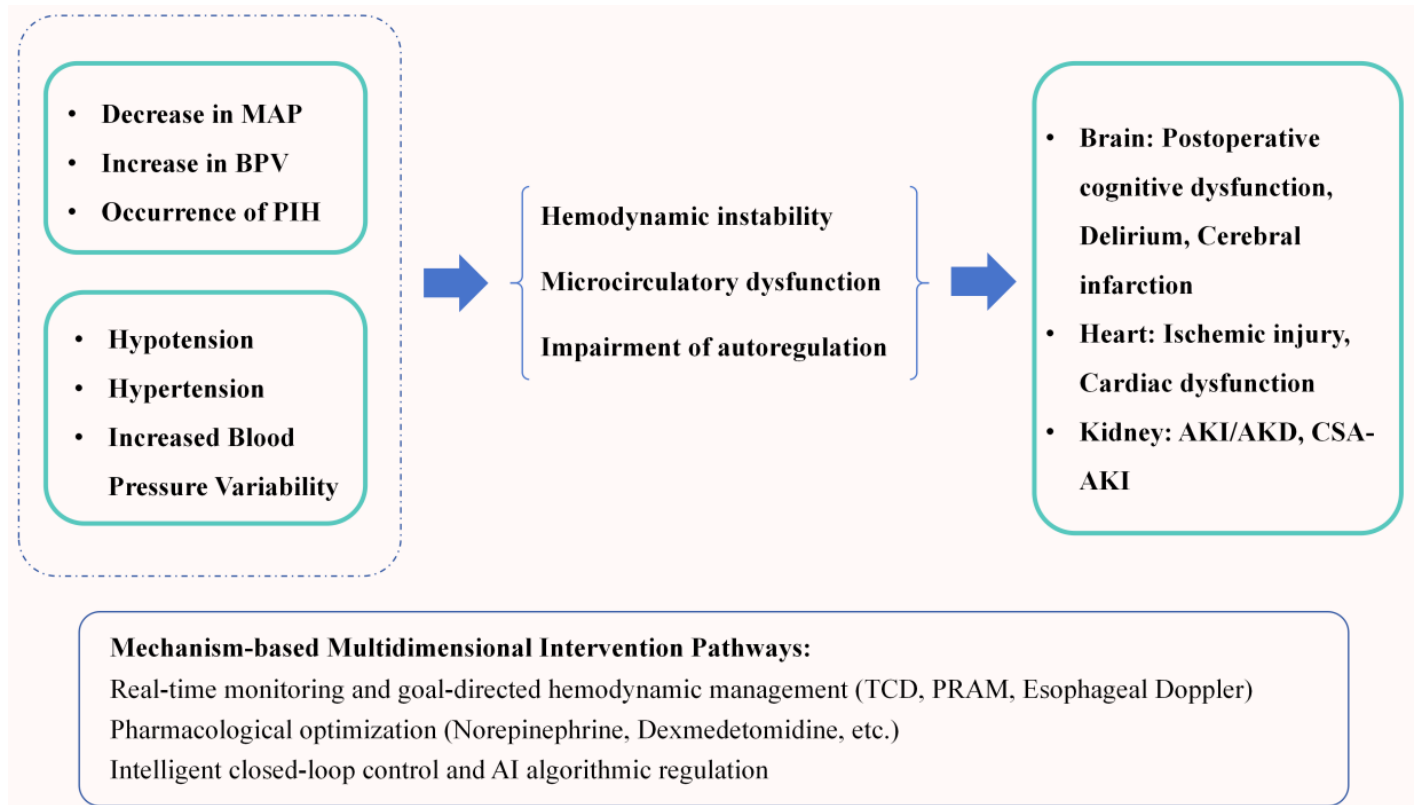 • Decrease in MAP
• Increase in BPV
• Occurrence of PIH
• Hypotension
• Hypertension
• Increased Blood
Pressure Variability
Hemodynamic instability
Microcirculatory dysfunction
Impairment of autoregulation
• Brain: Postoperative
cognitive dysfunction,
Delirium, Cerebral
infarction
• Heart: Ischemic injury,
Cardiac dysfunction
• Kidney: AKI/AKD, CSA-
AKI
Mechanism-based Multidimensional Intervention Pathways:
Real-time monitoring and goal-directed hemodynamic management (TCD, PRAM, Esophageal Doppler)
Pharmacological optimization (Norepinephrine, Dexmedetomidine, etc.)
Intelligent closed-loop control and AI algorithmic regulation